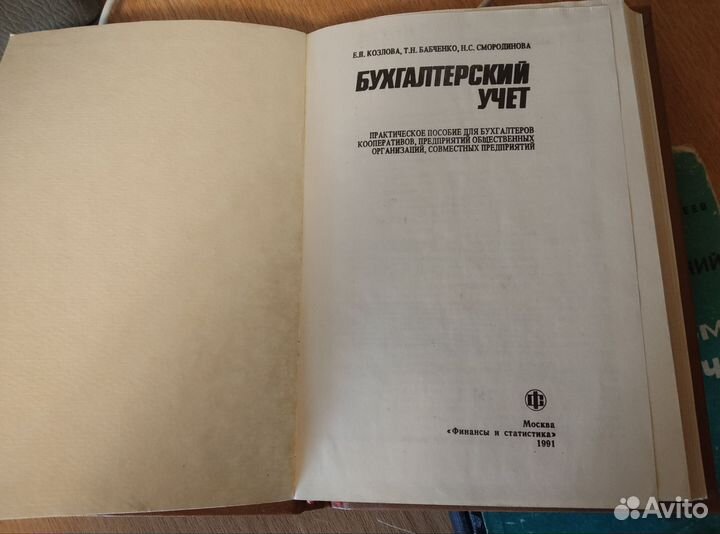 Е.П. КОЗЛОВА, Т.Н. БАБЧЕНКО, Н.С. СМОРОДИНОВА
БУХГАЛТЕРСКИЙ
УЧЕТ
ПРАКТИЧЕСКОЕ ПОСОБИЕ ДЛЯ БУХГАЛТЕРОВ
КООПЕРАТИВОВ, ПРЕДПРИЯТИЙ ОБЩЕСТВЕННЫХ
ОРГАНИЗАЦИЙ, СОВМЕСТНЫХ ПРЕДПРИЯТИЙ
Москва
«Финансы и статистика»
1991
Avito